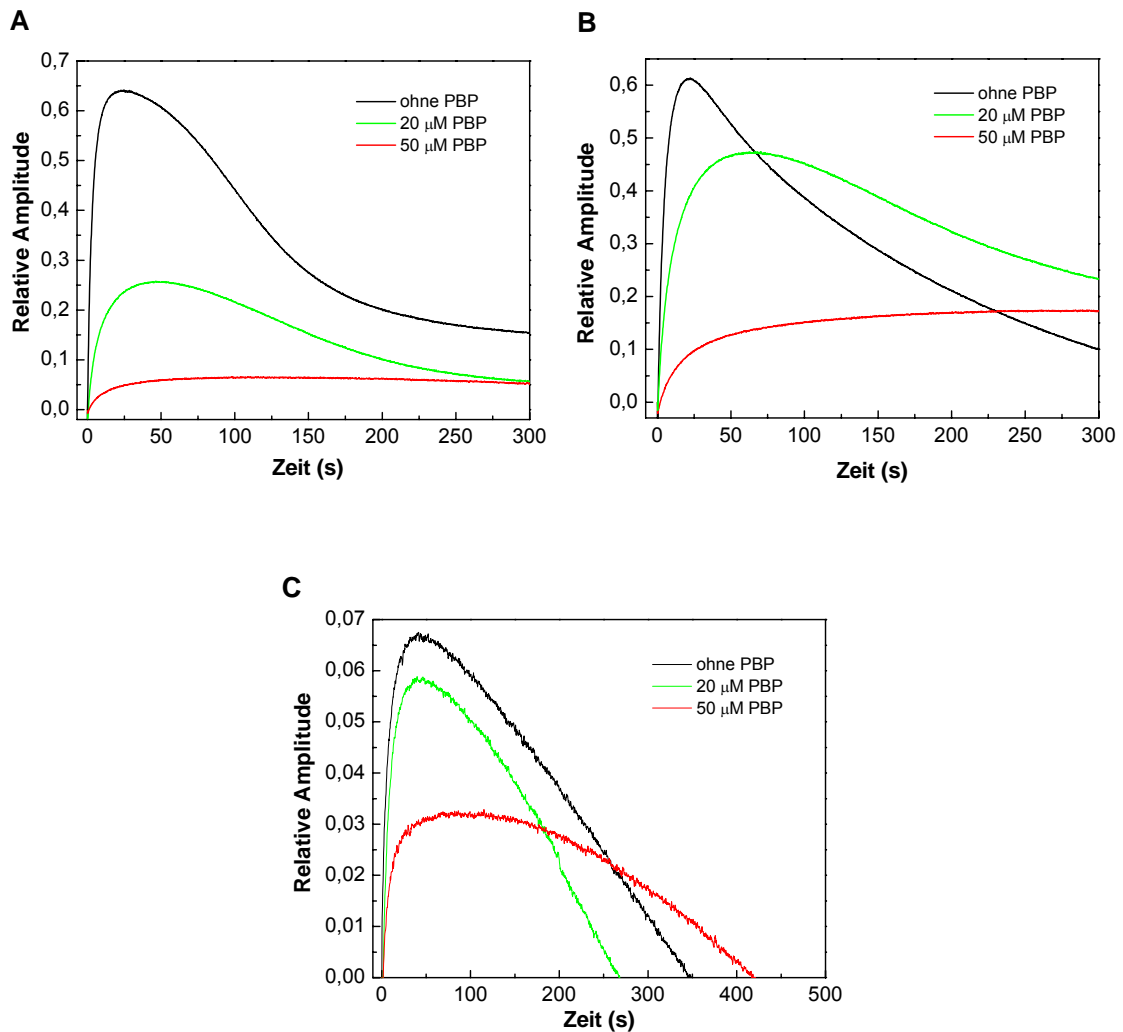 A
0,7
0,6
0,5
0,4
0,3
0,2
0,1
0,0
Relative Amplitude
0 50 100 150 200 250 300
Zeit (s)
ohne PBP
20 μM PBP
50 μM PBP
B
0,6
0,5
0,4
0,3
0,2
0,1
0,0
Relative Amplitude
0 50 100 150 200 250 300
Zeit (s)
ohne PBP
20 μM PBP
50 μM PBP
C
0,07
0,06
0,05
0,04
0,03
0,02
0,01
0,00
Relative Amplitude
0 100 200 300 400 500
Zeit (s)
ohne PBP
20 μM PBP
50 μM PBP